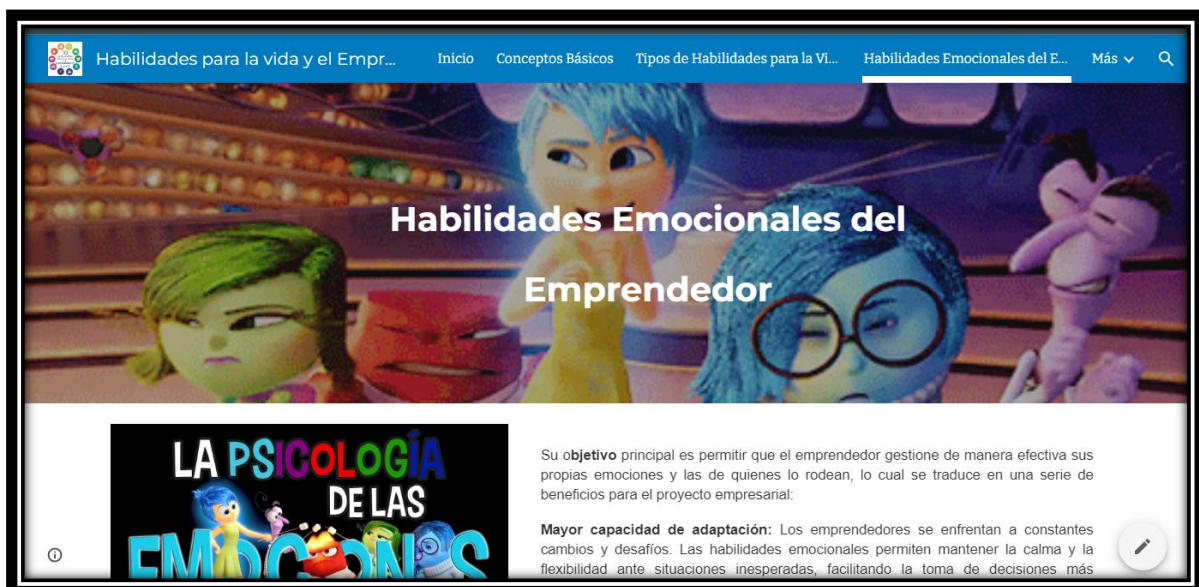 Habilidades para la vida y el Empr...
Inicio
Conceptos Básicos
Tipos de Habilidades para la Vi...
Habilidades Emocionales del E...
Más
Habilidades Emocionales del
Emprendedor
LA PSICOLOGÍA
DE LAS
EMOCIONES
Su objetivo principal es permitir que el emprendedor gestione de manera efectiva sus
propias emociones y las de quienes lo rodean, lo cual se traduce en una serie de
beneficios para el proyecto empresarial:
Mayor capacidad de adaptación: Los emprendedores se enfrentan a constantes
cambios y desafíos. Las habilidades emocionales permiten mantener la calma y la
flexibilidad ante situaciones inesperadas, facilitando la toma de decisiones más